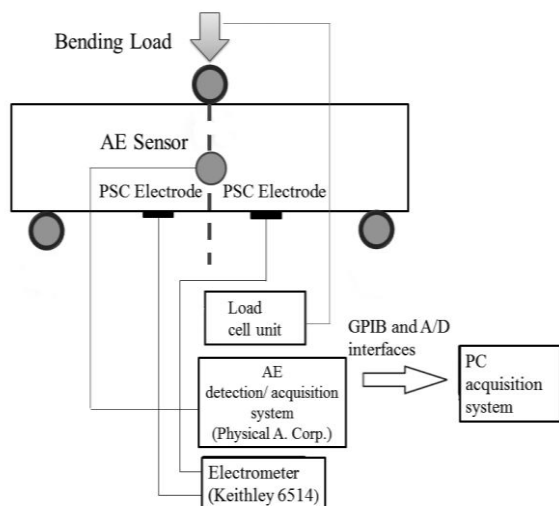 Bending Load
AE Sensor
PSC Electrode
PSC Electrode
Load
cell unit
GPIB and A/D
interfaces
AE
detection/ acquisition
system
(Physical A. Corp.)
PC
acquisition
system
Electrometer
(Keithley 6514)